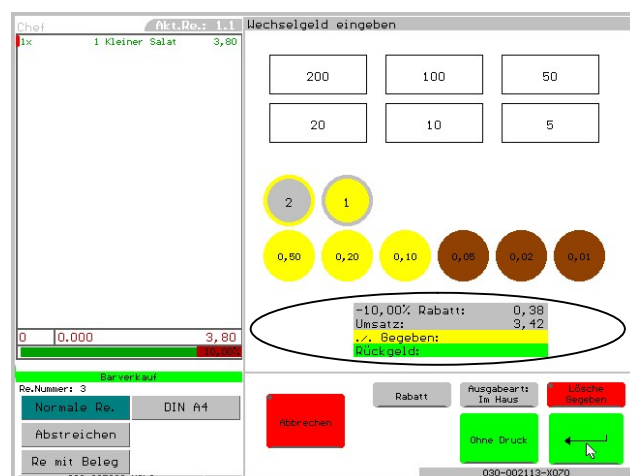 Chef Akt.Re.: 1.1
1x 1 Kleiner Salat 3,80
0 0.000 3,80
10,00%
Barverkauf
Re.Nummer: 3
Normale Re. DIN A4
Abstreichen
Re mit Beleg
Wechselgeld eingeben
200 100 50
20 10 5
2 1
0,50 0,20 0,10 0,05 0,02 0,01
-10,00% Rabatt: 0,38
Umsatz: 3,42
./. Gegeben:
Rückgeld:
Abbrechen
Rabatt
Ausgabeart:
Im Haus
Lösche
Gegeben
Ohne Druck
030-002113-X070